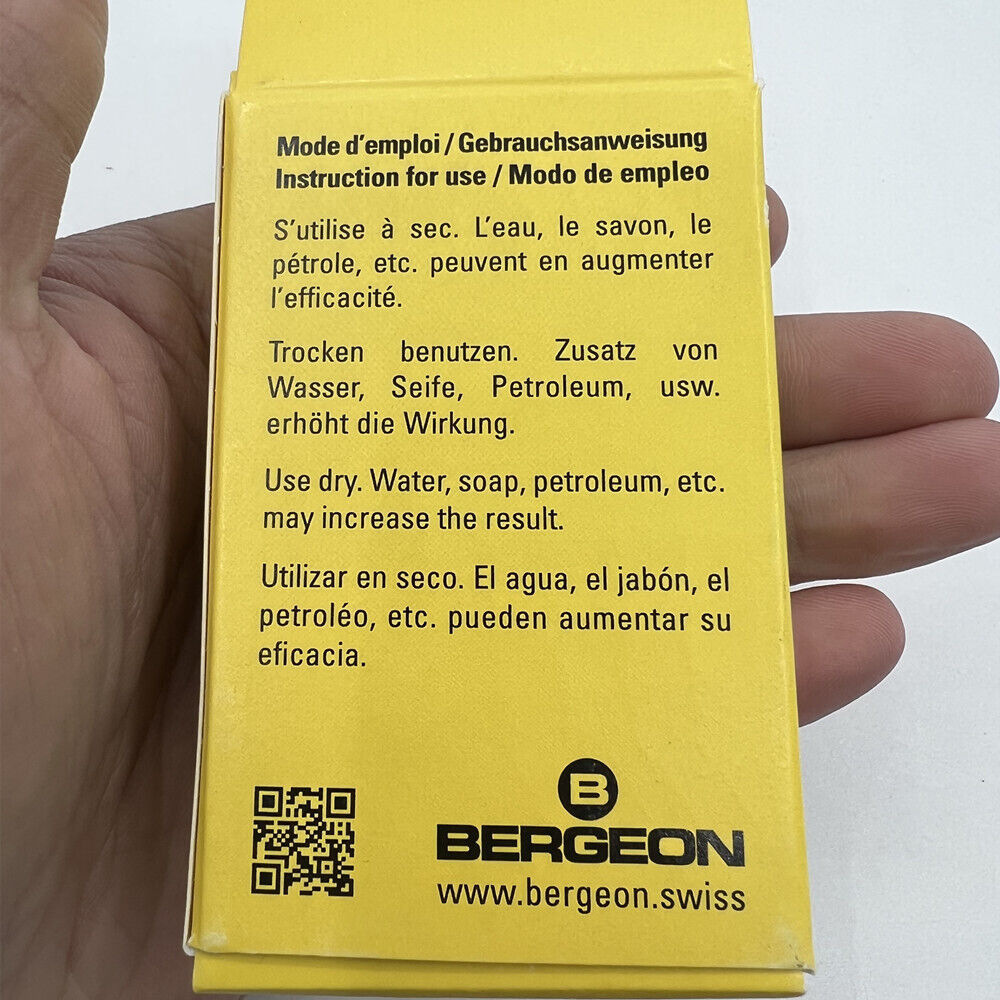 Mode d'emploi / Gebrauchsanweisung
Instruction for use / Modo de empleo
S'utilise à sec. L'eau, le savon, le
pétrole, etc. peuvent en augmenter
l'efficacité.
Trocken benutzen. Zusatz von
Wasser, Seife, Petroleum, usw.
erhöht die Wirkung.
Use dry. Water, soap, petroleum, etc.
may increase the result.
Utilizar en seco. El agua, el jabón, el
petroléo, etc. pueden aumentar su
eficacia.
B
BERGEON
www.bergeon.swiss